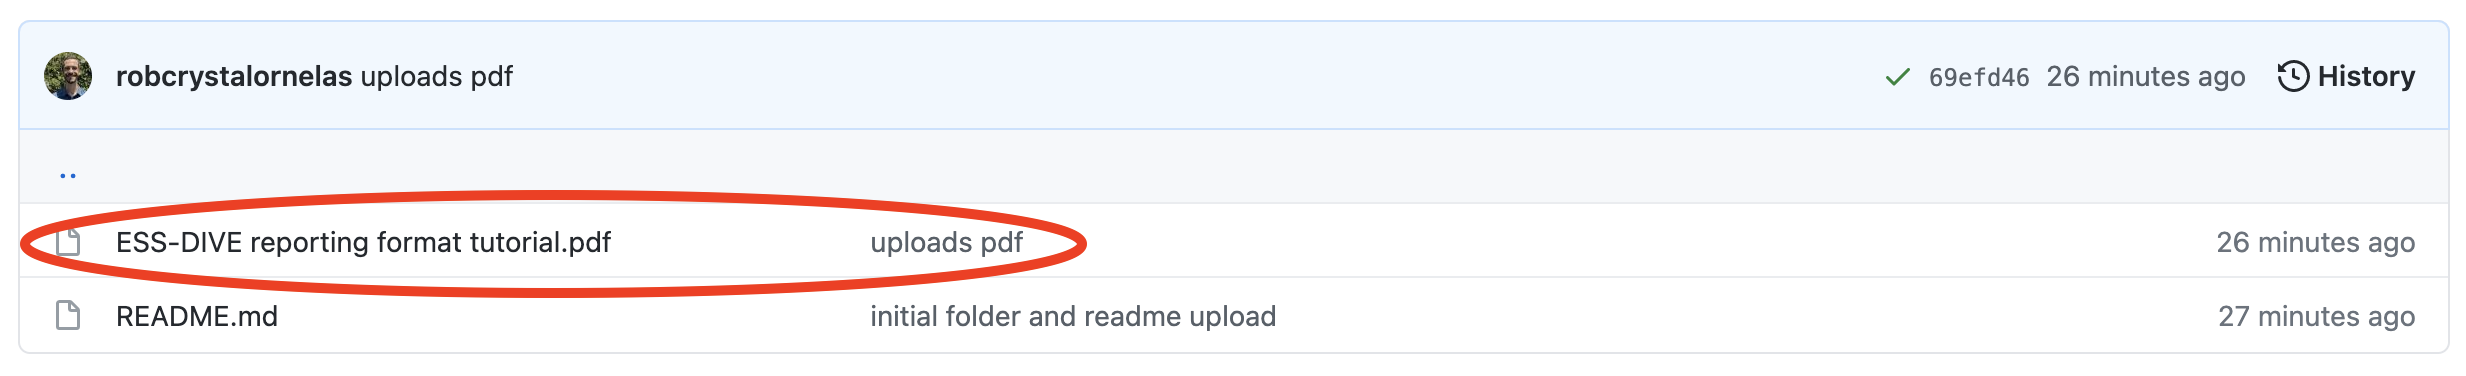 robcrystalornelas uploads pdf 69efd46 26 minutes ago History
..
ESS-DIVE reporting format tutorial.pdf uploads pdf 26 minutes ago
README.md initial folder and readme upload 27 minutes ago